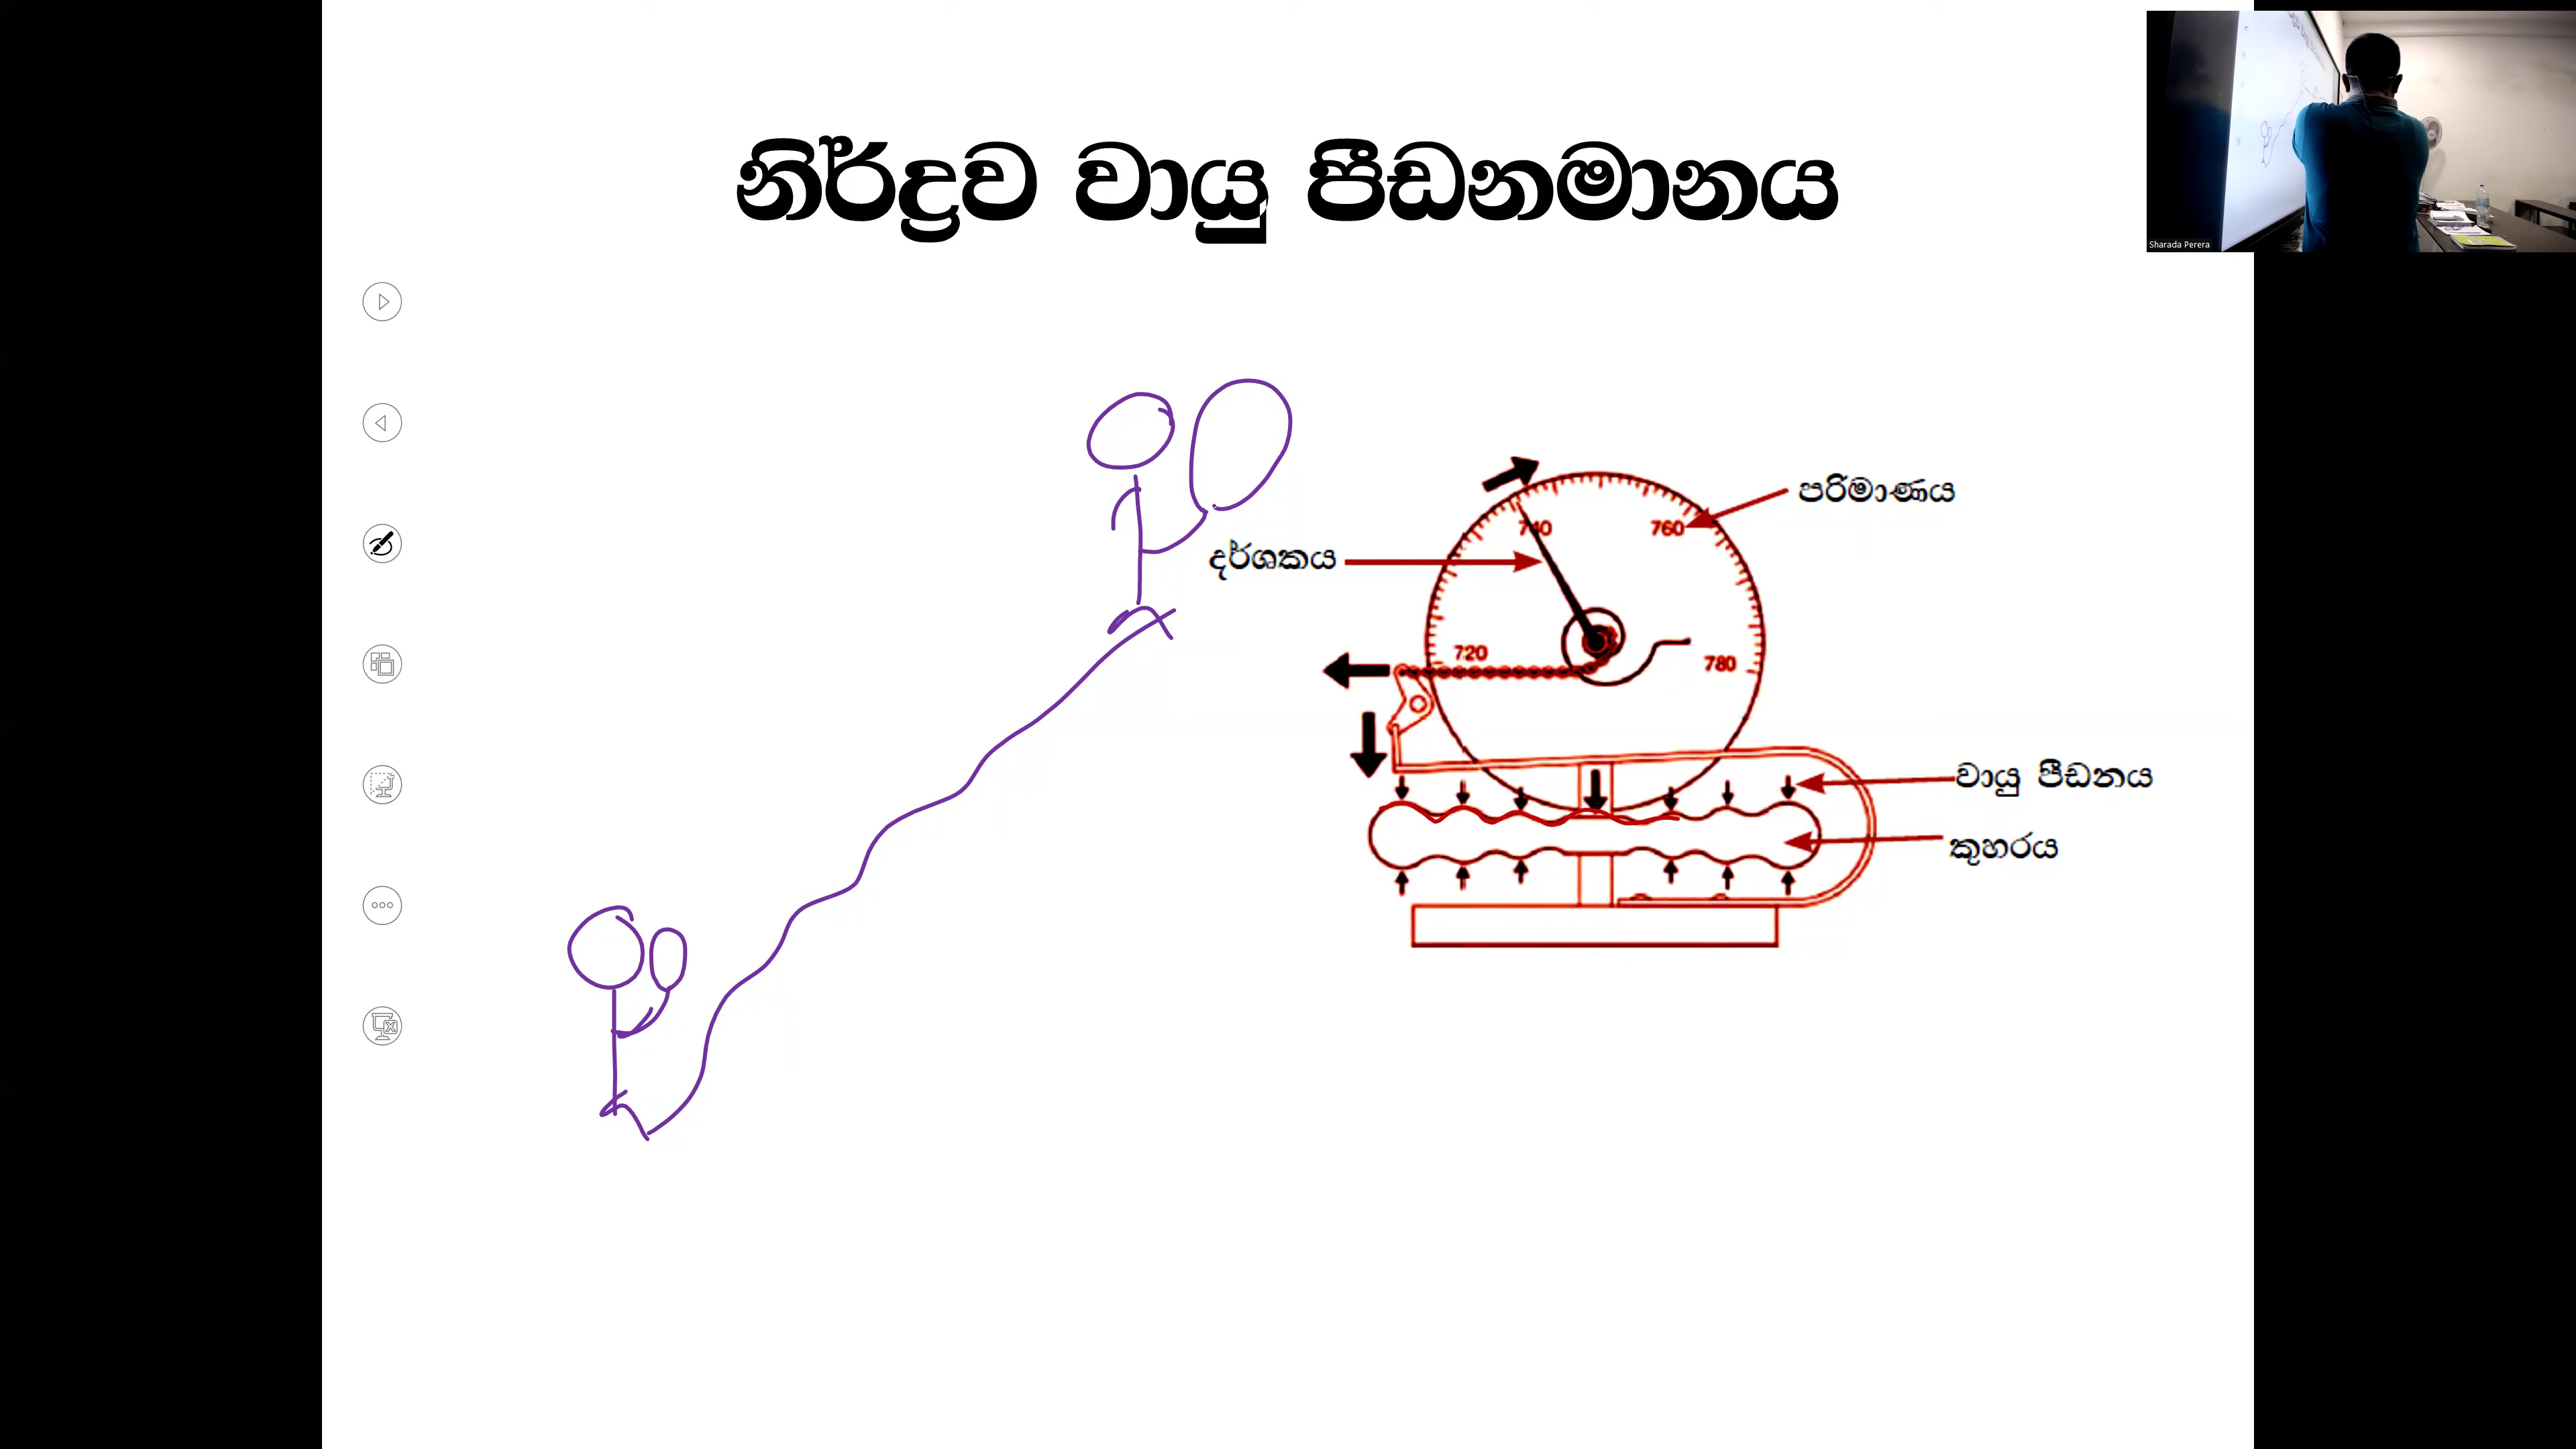 නිර්ද්‍රව වායු පීඩනමානය
Sharada Perera
පරිමාණය
740
760
දර්ශකය
720
780
වායු පීඩනය
කුහරය